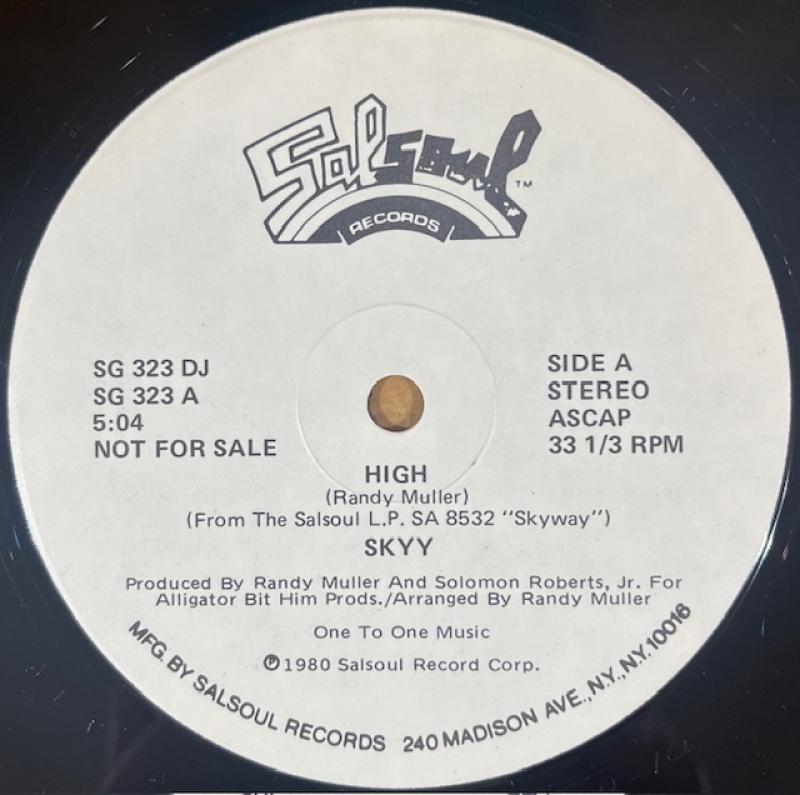 Salsoul TM
RECORDS
SG 323 DJ
SG 323 A
5:04
NOT FOR SALE
SIDE A
STEREO
ASCAP
33 1/3 RPM
HIGH
(Randy Muller)
(From The Salsoul L.P. SA 8532 "Skyway")
SKYY
Produced By Randy Muller And Solomon Roberts, Jr. For
Alligator Bit Him Prods./Arranged By Randy Muller
One To One Music
℗ 1980 Salsoul Record Corp.
MFG. BY SALSOUL RECORDS 240 MADISON AVE., N.Y., N.Y. 10016